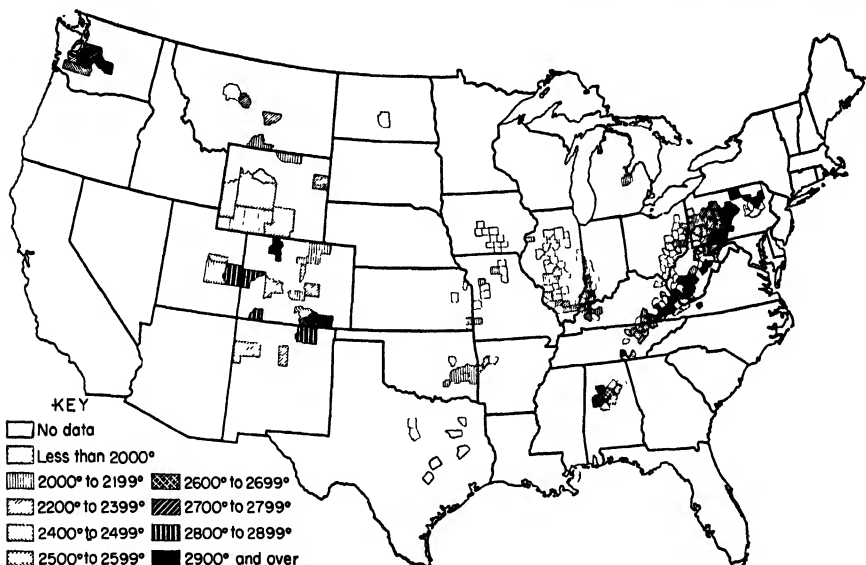 KEY
No data
Less than 2000°
2000° to 2199°
2200° to 2399°
2400° to 2499°
2500° to 2599°
2600° to 2699°
2700° to 2799°
2800° to 2899°
2900° and over